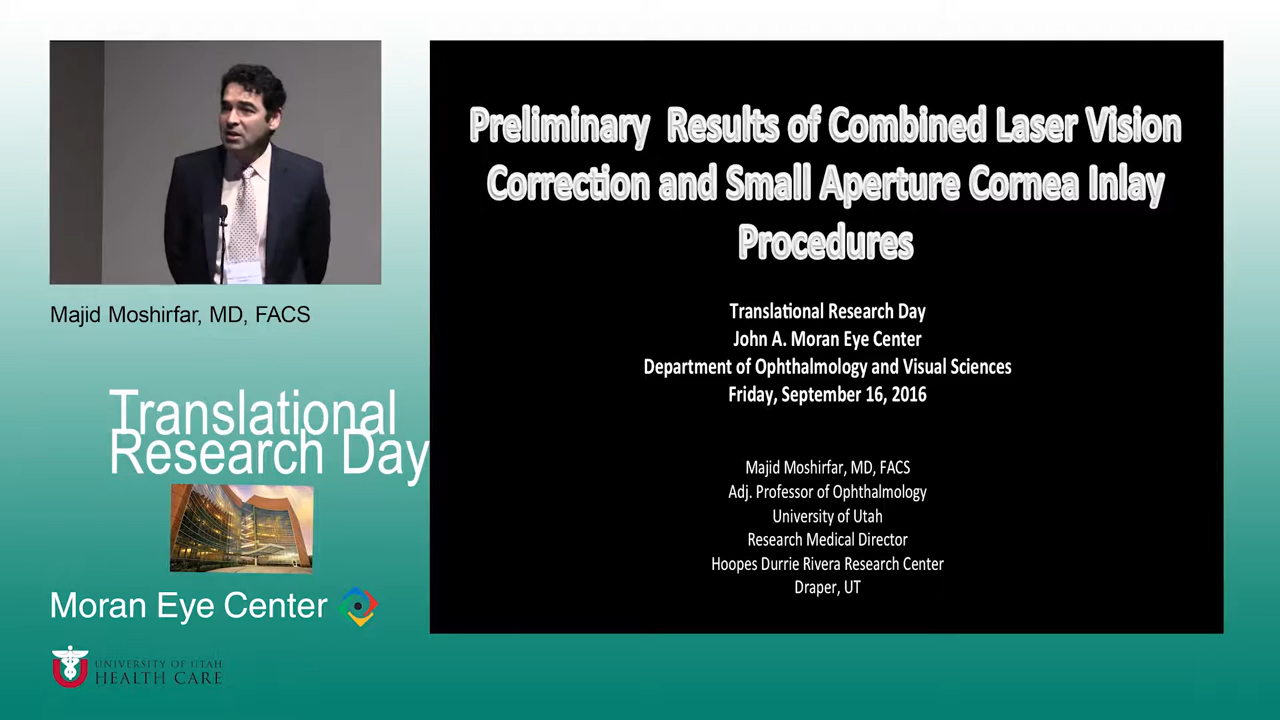 Preliminary Results of Combined Laser Vision
Correction and Small Aperture Cornea Inlay
Procedures
Translational Research Day
John A. Moran Eye Center
Department of Ophthalmology and Visual Sciences
Friday, September 16, 2016
Majid Moshirfar, MD, FACS
Adj. Professor of Ophthalmology
University of Utah
Research Medical Director
Hoopes Durrie Rivera Research Center
Draper, UT
Majid Moshirfar, MD, FACS
Translational
Research Day
Moran Eye Center
UNIVERSITY OF UTAH
HEALTH CARE